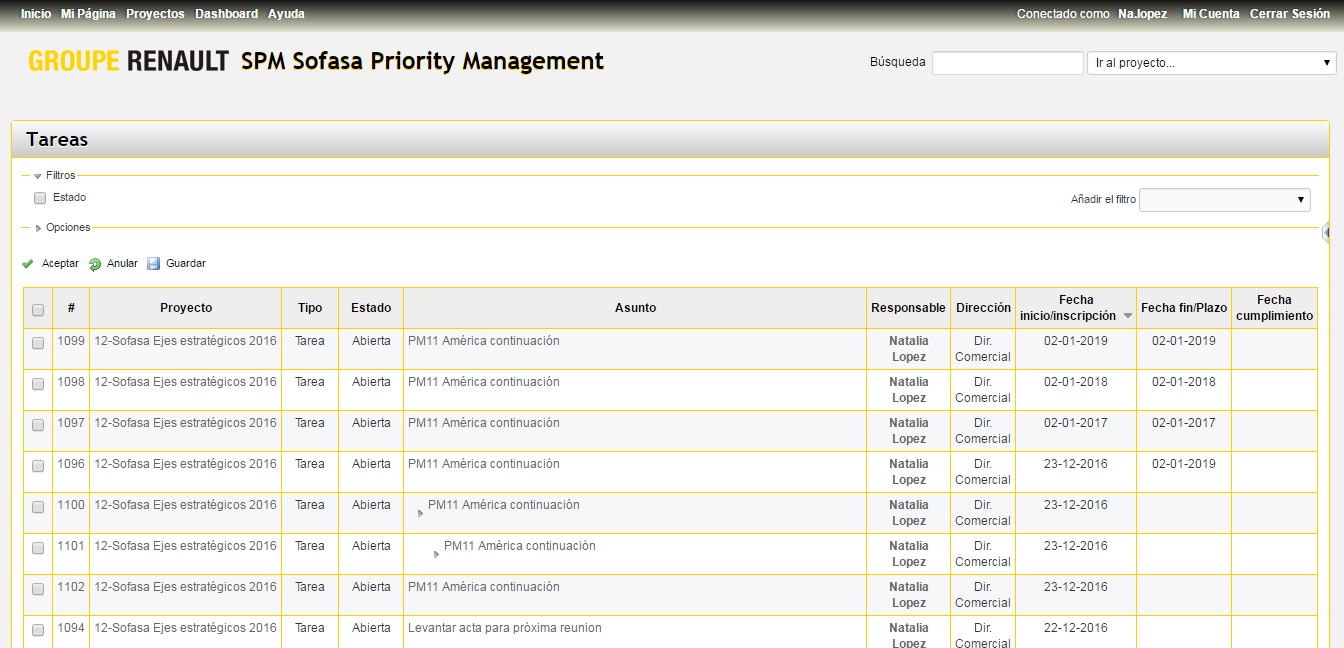 Inicio Mi Página Proyectos Dashboard Ayuda Conectado como Na.lopez Mi Cuenta Cerrar Sesión
GROUPE RENAULT SPM Sofasa Priority Management Búsqueda Ir al proyecto...
Tareas
Filtros
Estado Añadir el filtro
Opciones
Aceptar Anular Guardar
# Proyecto Tipo Estado Asunto Responsable Dirección Fecha inicio/inscripción Fecha fin/Plazo Fecha cumplimiento
1099 12-Sofasa Ejes estratégicos 2016 Tarea Abierta PM11 América continuación Natalia Lopez Dir. Comercial 02-01-2019 02-01-2019
1098 12-Sofasa Ejes estratégicos 2016 Tarea Abierta PM11 América continuación Natalia Lopez Dir. Comercial 02-01-2018 02-01-2018
1097 12-Sofasa Ejes estratégicos 2016 Tarea Abierta PM11 América continuación Natalia Lopez Dir. Comercial 02-01-2017 02-01-2017
1096 12-Sofasa Ejes estratégicos 2016 Tarea Abierta PM11 América continuación Natalia Lopez Dir. Comercial 23-12-2016 02-01-2019
1100 12-Sofasa Ejes estratégicos 2016 Tarea Abierta PM11 América continuación Natalia Lopez Dir. Comercial 23-12-2016
1101 12-Sofasa Ejes estratégicos 2016 Tarea Abierta PM11 América continuación Natalia Lopez Dir. Comercial 23-12-2016
1102 12-Sofasa Ejes estratégicos 2016 Tarea Abierta PM11 América continuación Natalia Lopez Dir. Comercial 23-12-2016
1094 12-Sofasa Ejes estratégicos 2016 Tarea Abierta Levantar acta para próxima reunion Natalia Lopez Dir. Comercial 22-12-2016